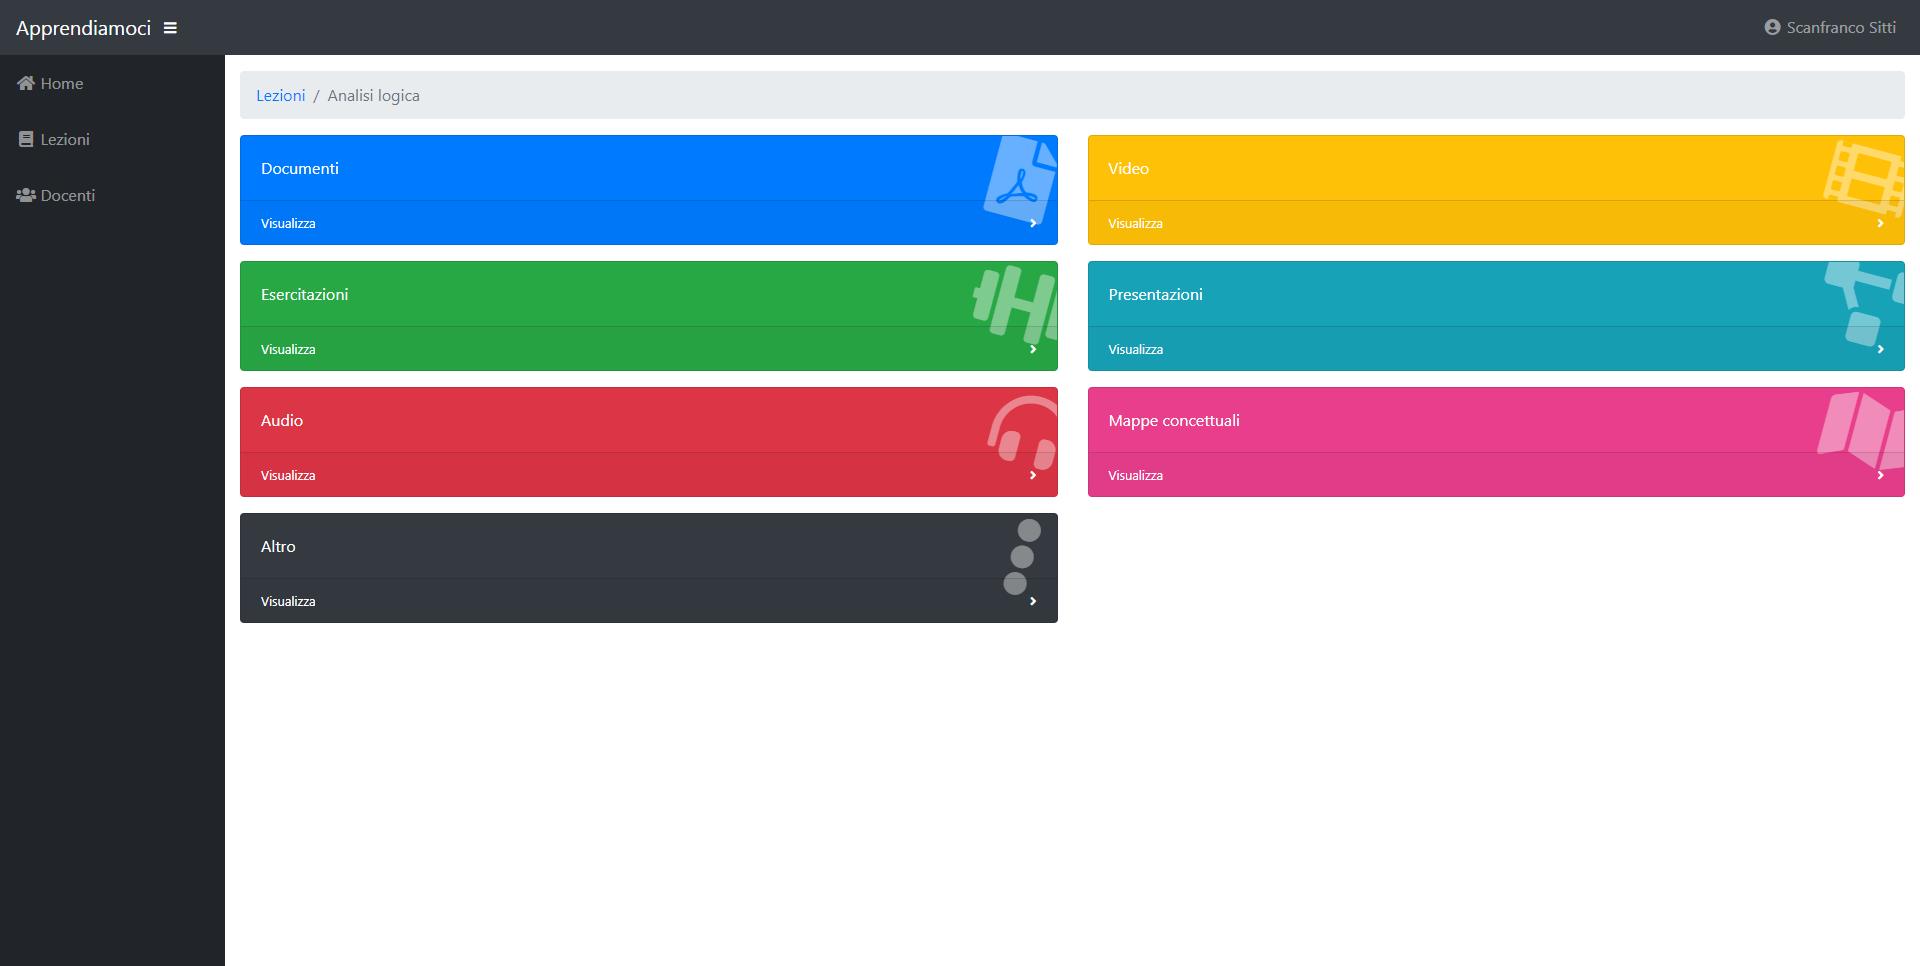 Apprendiamoci
Scanfranco Sitti
Home
Lezioni
Docenti
Lezioni / Analisi logica
Documenti
Visualizza
Video
Visualizza
Esercitazioni
Visualizza
Presentazioni
Visualizza
Audio
Visualizza
Mappe concettuali
Visualizza
Altro
Visualizza